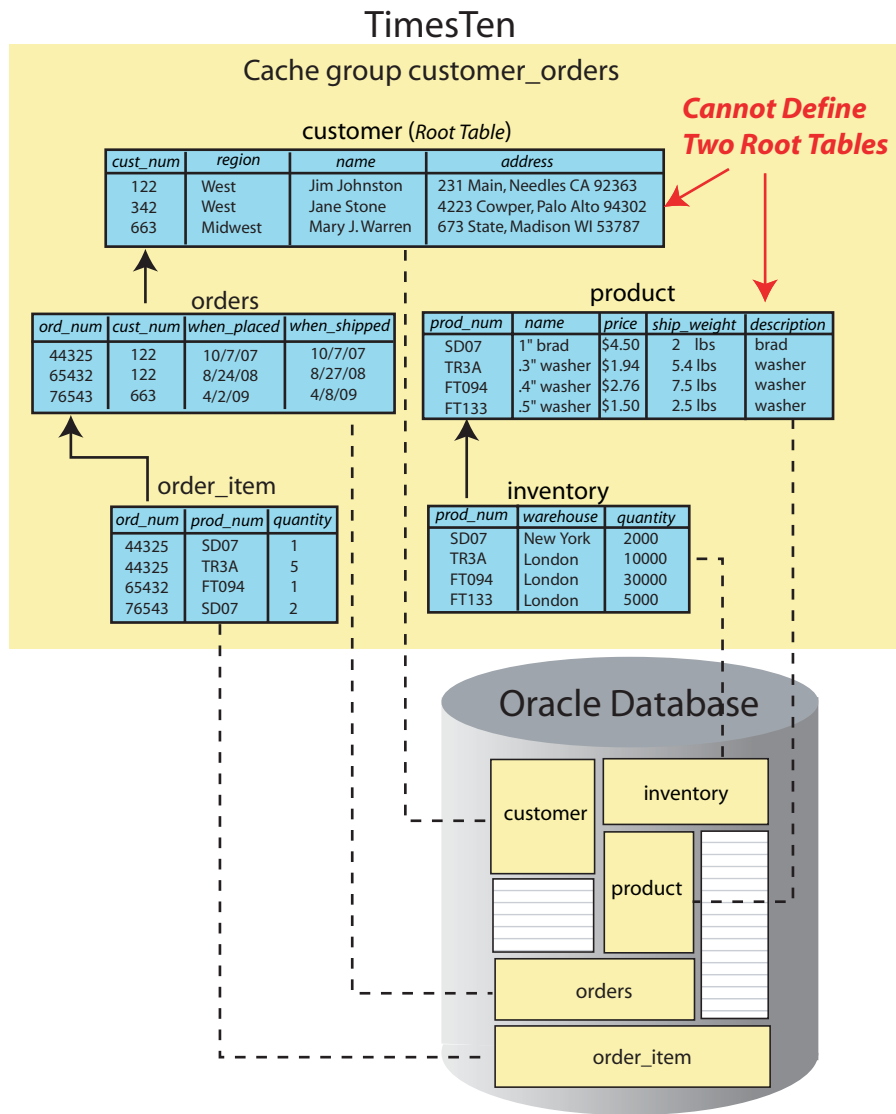 TimesTen
Cache group customer_orders
Cannot Define
Two Root Tables
customer (Root Table)
cust_num region name address
122 West Jim Johnston 231 Main, Needles CA 92363
342 West Jane Stone 4223 Cowper, Palo Alto 94302
663 Midwest Mary J. Warren 673 State, Madison WI 53787
orders
ord_num cust_num when_placed when_shipped
44325 122 10/7/07 10/7/07
65432 122 8/24/08 8/27/08
76543 663 4/2/09 4/8/09
product
prod_num name price ship_weight description
SD07 1" brad $4.50 2 lbs brad
TR3A .3" washer $1.94 5.4 lbs washer
FT094 .4" washer $2.76 7.5 lbs washer
FT133 .5" washer $1.50 2.5 lbs washer
order_item
ord_num prod_num quantity
44325 SD07 1
44325 TR3A 5
65432 FT094 1
76543 SD07 2
inventory
prod_num warehouse quantity
SD07 New York 2000
TR3A London 10000
FT094 London 30000
FT133 London 5000
Oracle Database
customer
inventory
product
orders
order_item